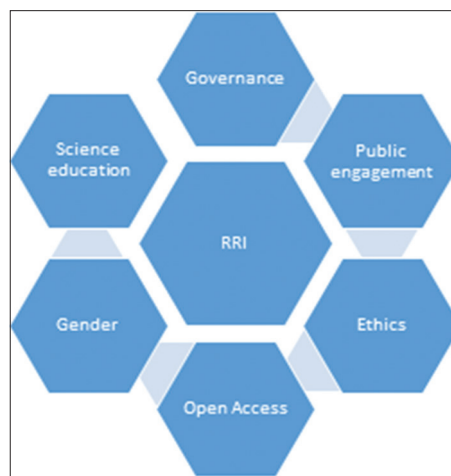 Governance
Science
education
Public
engagement
RRI
Gender
Ethics
Open Access